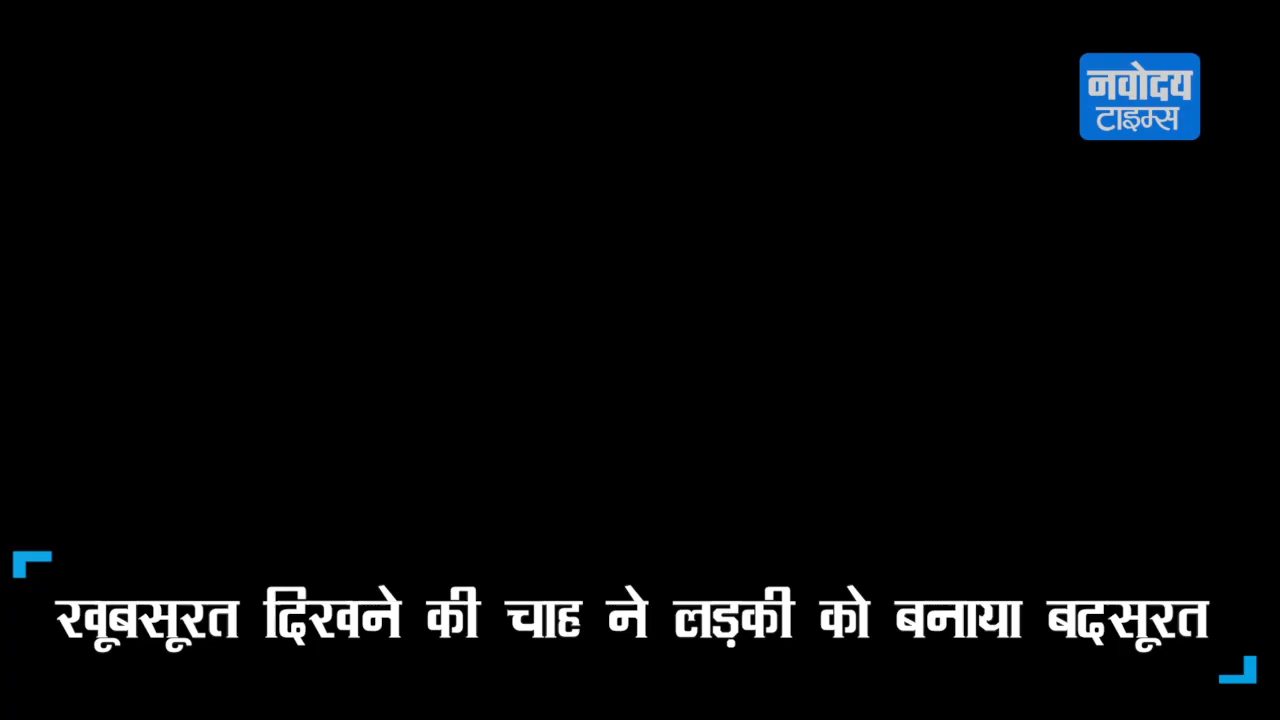 नवोदय
टाइम्स
खूबसूरत दिखने की चाह ने लड़की को बनाया बदसूरत